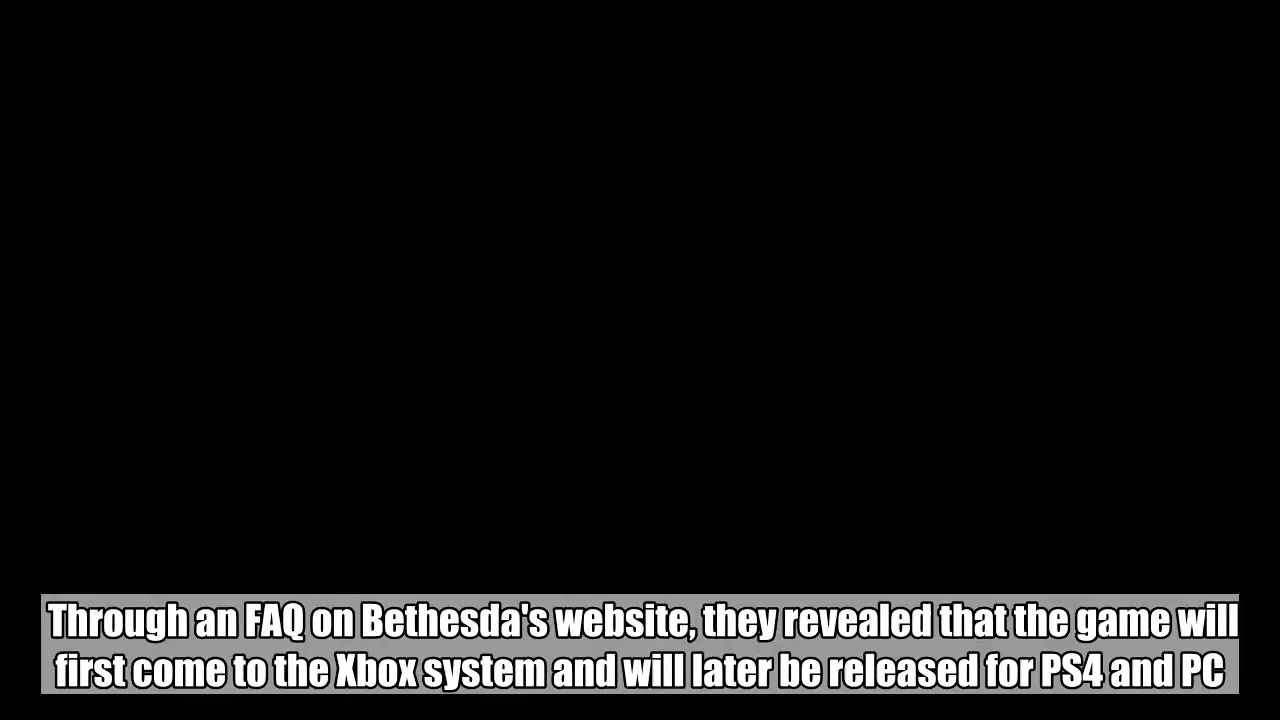 Through an FAQ on Bethesda's website, they revealed that the game will
first come to the Xbox system and will later be released for PS4 and PC